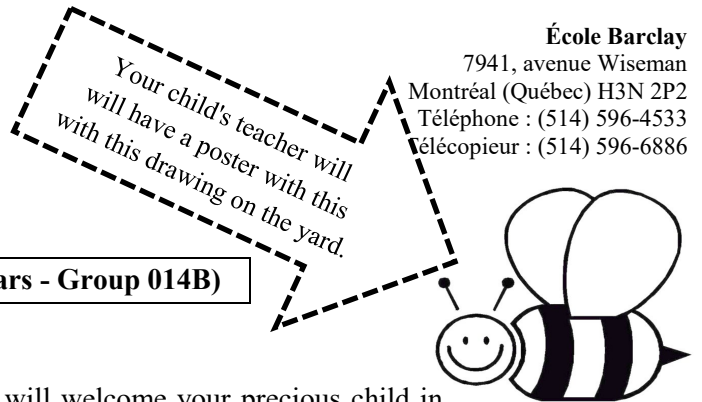 École Barclay
7941, avenue Wiseman
Montréal (Québec) H3N 2P2
Téléphone : (514) 596-4533
Télécopieur : (514) 596-6886
Your child's teacher will
will have a poster with this
with this drawing on the yard.
ars - Group 014B)
will welcome your precious child in